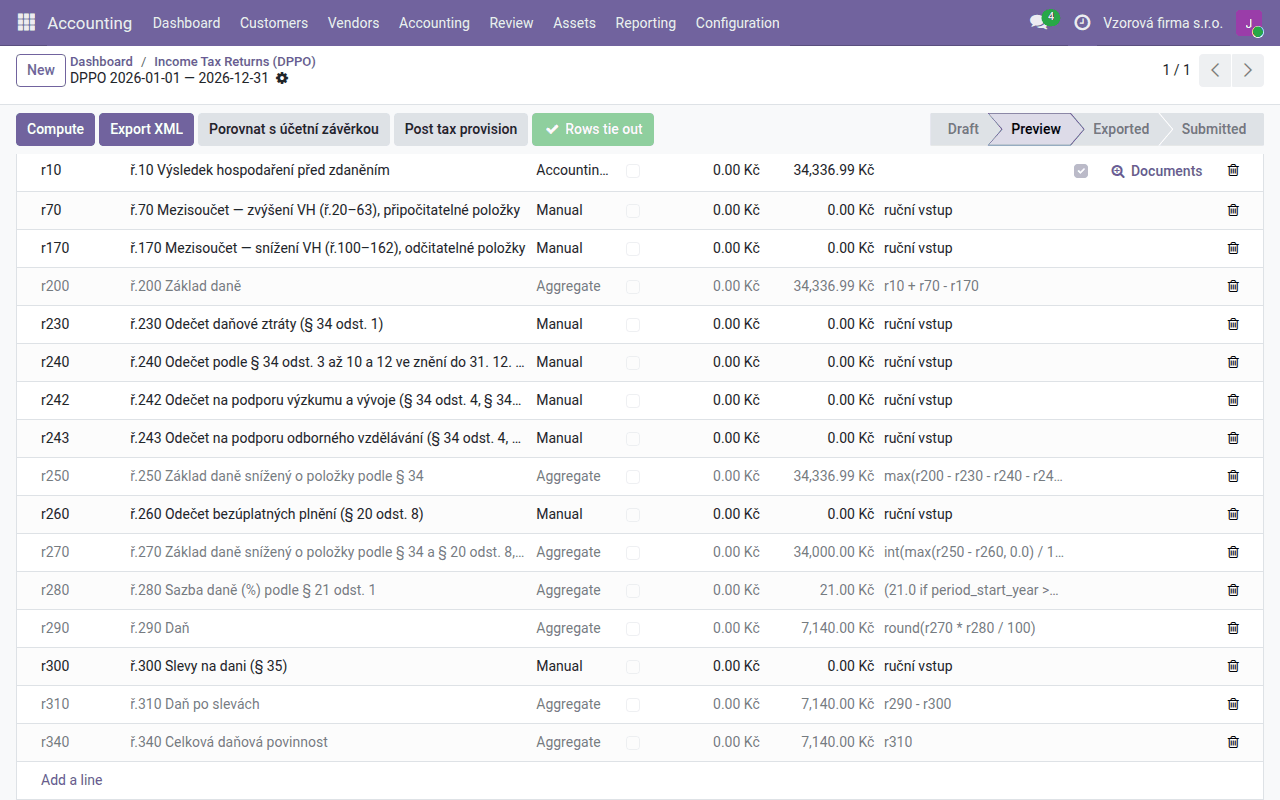 Accounting Dashboard Customers Vendors Accounting Review Assets Reporting Configuration 4 Vzorová firma s.r.o. J
New Dashboard / Income Tax Returns (DPPO)
DPPO 2026-01-01 — 2026-12-31
1 / 1
Compute Export XML Porovnat s účetní závěrkou Post tax provision Rows tie out Draft Preview Exported Submitted
r10 ř.10 Výsledek hospodaření před zdaněním Accountin… 0.00 Kč 34,336.99 Kč Documents
r70 ř.70 Mezisoučet — zvýšení VH (ř.20–63), připočitatelné položky Manual 0.00 Kč 0.00 Kč ruční vstup
r170 ř.170 Mezisoučet — snížení VH (ř.100–162), odčitatelné položky Manual 0.00 Kč 0.00 Kč ruční vstup
r200 ř.200 Základ daně Aggregate 0.00 Kč 34,336.99 Kč r10 + r70 - r170
r230 ř.230 Odečet daňové ztráty (§ 34 odst. 1) Manual 0.00 Kč 0.00 Kč ruční vstup
r240 ř.240 Odečet podle § 34 odst. 3 až 10 a 12 ve znění do 31. 12. … Manual 0.00 Kč 0.00 Kč ruční vstup
r242 ř.242 Odečet na podporu výzkumu a vývoje (§ 34 odst. 4, § 34… Manual 0.00 Kč 0.00 Kč ruční vstup
r243 ř.243 Odečet na podporu odborného vzdělávání (§ 34 odst. 4, … Manual 0.00 Kč 0.00 Kč ruční vstup
r250 ř.250 Základ daně snížený o položky podle § 34 Aggregate 0.00 Kč 34,336.99 Kč max(r200 - r230 - r240 - r24…
r260 ř.260 Odečet bezúplatných plnění (§ 20 odst. 8) Manual 0.00 Kč 0.00 Kč ruční vstup
r270 ř.270 Základ daně snížený o položky podle § 34 a § 20 odst. 8,… Aggregate 0.00 Kč 34,000.00 Kč int(max(r250 - r260, 0.0) / 1…
r280 ř.280 Sazba daně (%) podle § 21 odst. 1 Aggregate 0.00 Kč 21.00 Kč (21.0 if period_start_year >…
r290 ř.290 Daň Aggregate 0.00 Kč 7,140.00 Kč round(r270 * r280 / 100)
r300 ř.300 Slevy na dani (§ 35) Manual 0.00 Kč 0.00 Kč ruční vstup
r310 ř.310 Daň po slevách Aggregate 0.00 Kč 7,140.00 Kč r290 - r300
r340 ř.340 Celková daňová povinnost Aggregate 0.00 Kč 7,140.00 Kč r310
Add a line